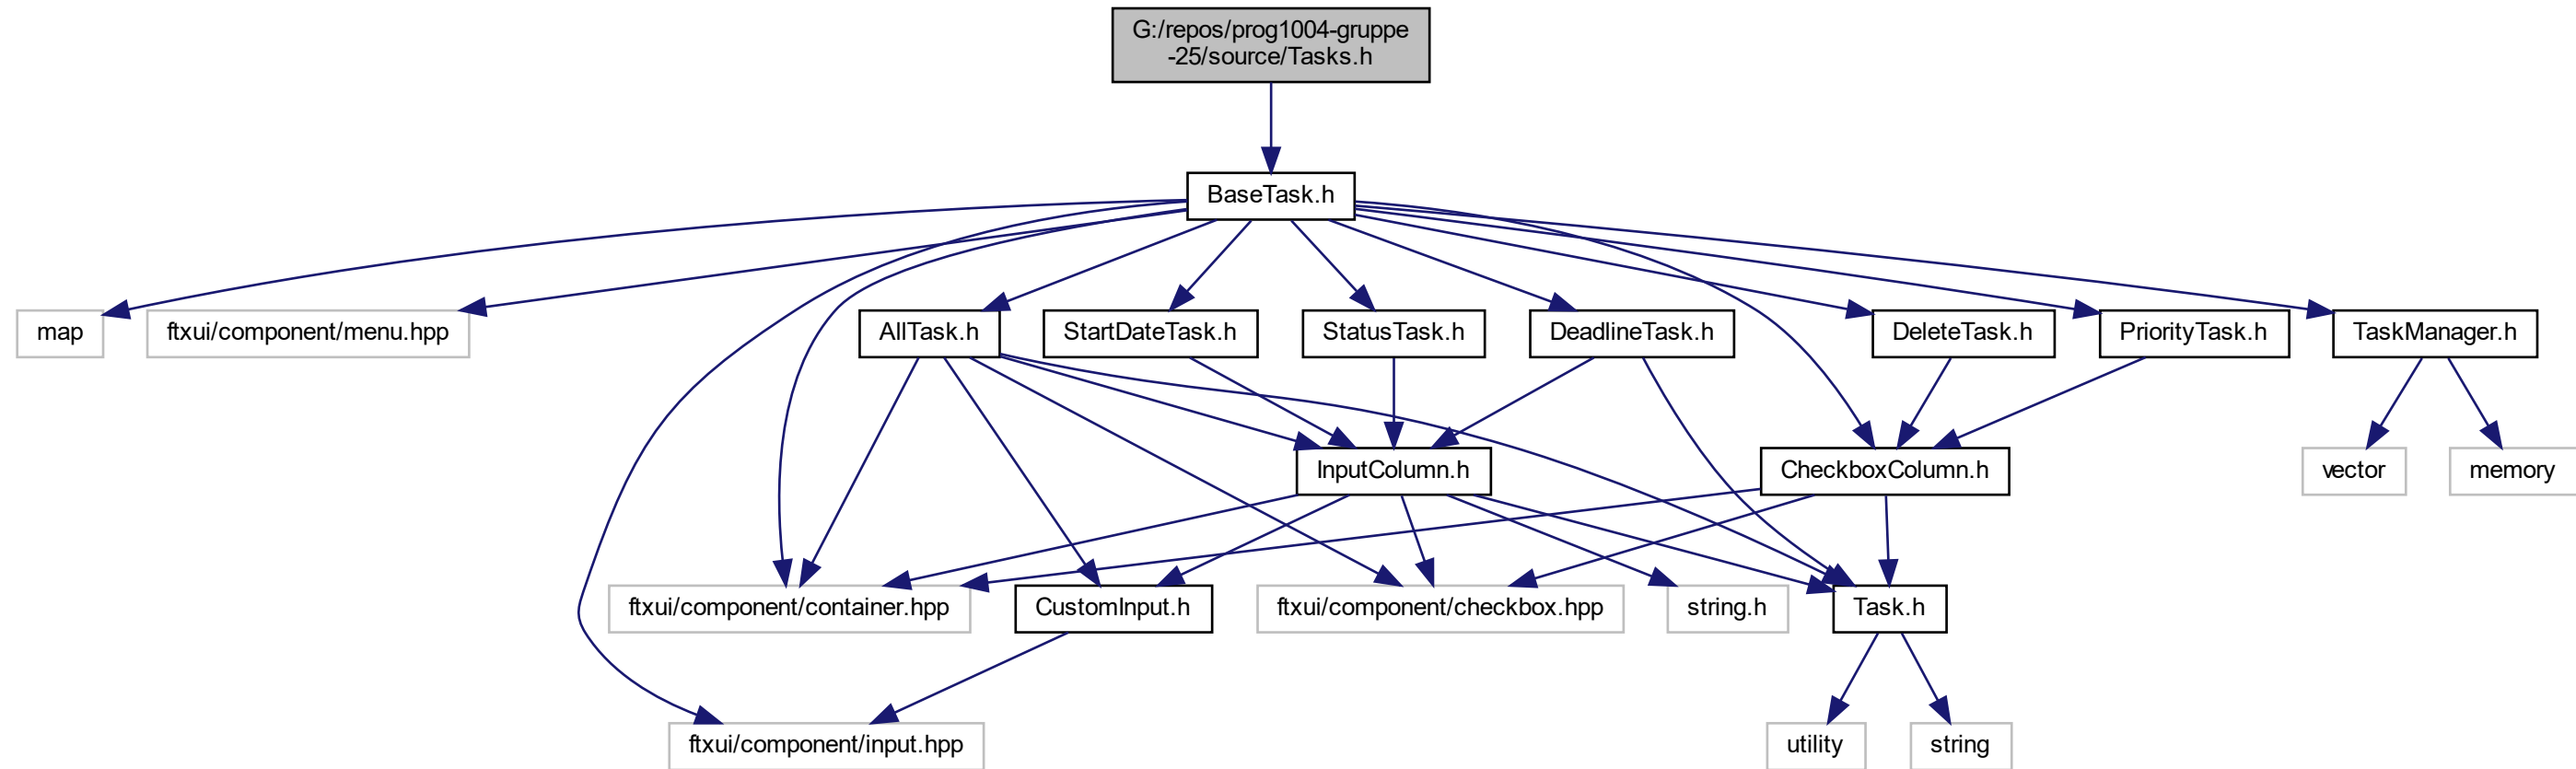 G:/repos/prog1004-gruppe
-25/source/Tasks.h
BaseTask.h
map
ftxui/component/menu.hpp
AllTask.h
StartDateTask.h
StatusTask.h
DeadlineTask.h
DeleteTask.h
PriorityTask.h
TaskManager.h
InputColumn.h
CheckboxColumn.h
vector
memory
ftxui/component/container.hpp
CustomInput.h
ftxui/component/checkbox.hpp
string.h
Task.h
ftxui/component/input.hpp
utility
string